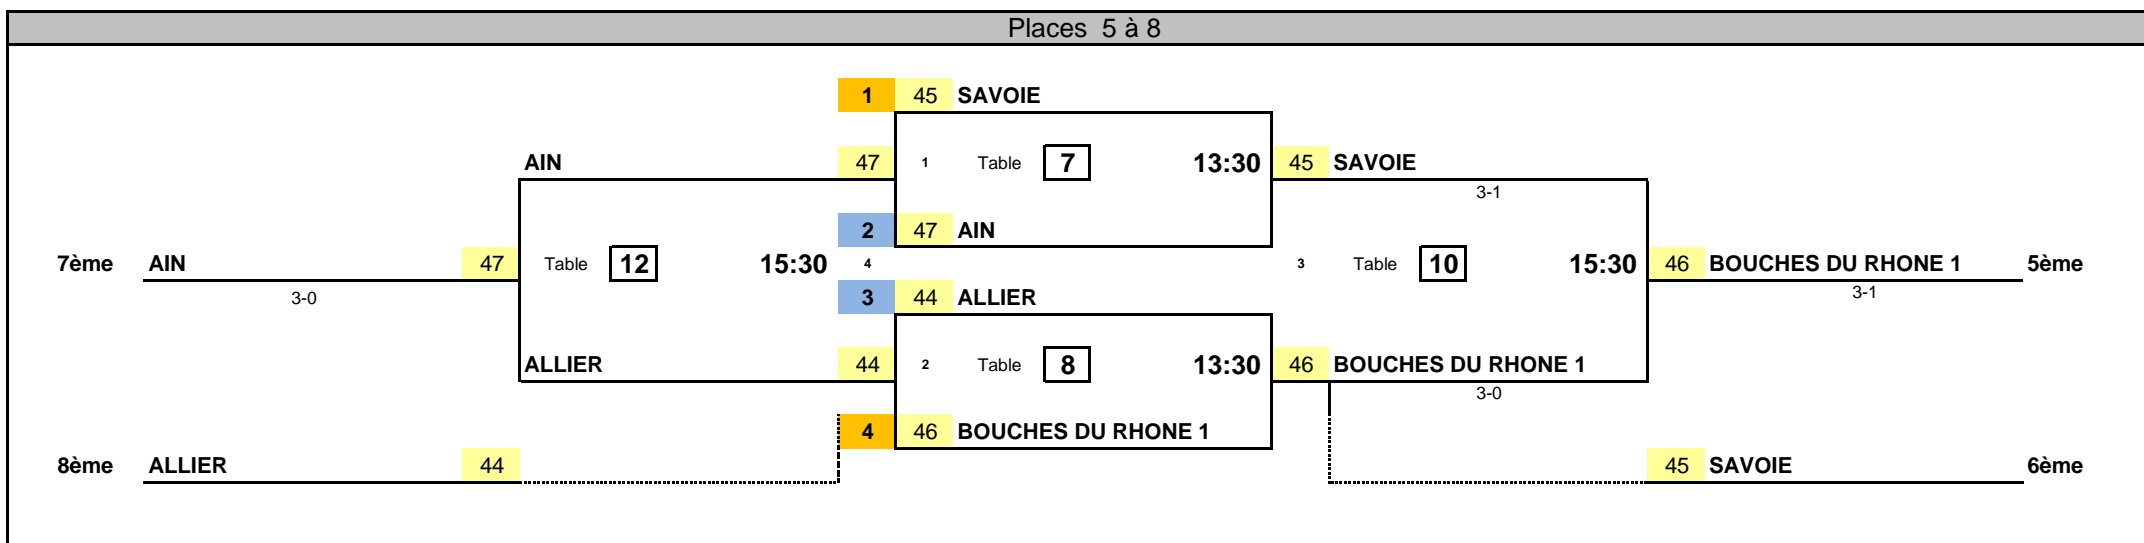 Places 5 à 8
1 45 SAVOIE
AIN 47 1 Table 7 13:30 45 SAVOIE
3-1
2 47 AIN
7ème AIN 47 Table 12 15:30 4 3 Table 10 15:30 46 BOUCHES DU RHONE 1 5ème
3-0 3 44 ALLIER 3-1
ALLIER 44 2 Table 8 13:30 46 BOUCHES DU RHONE 1
3-0
4 46 BOUCHES DU RHONE 1
8ème ALLIER 44 45 SAVOIE 6ème